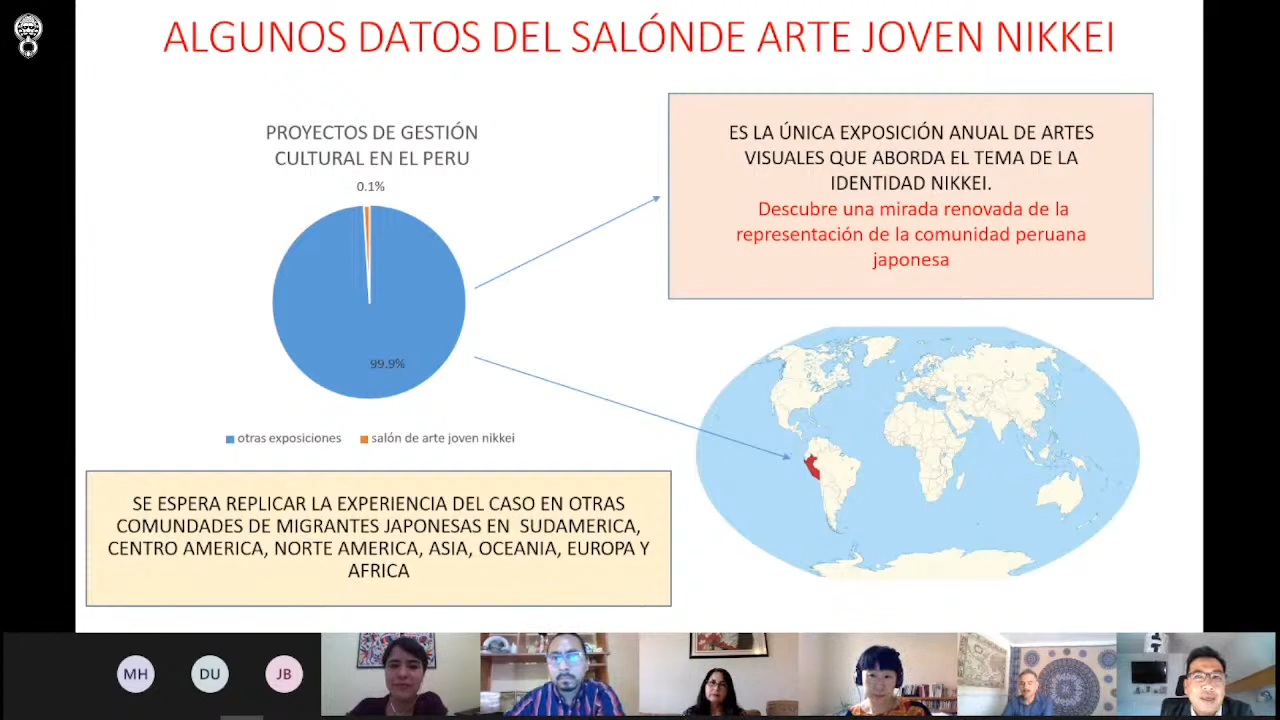 ALGUNOS DATOS DEL SALÓNDE ARTE JOVEN NIKKEI
PROYECTOS DE GESTIÓN
CULTURAL EN EL PERU
0.1%
99.9%
otras exposiciones
salón de arte joven nikkei
ES LA ÚNICA EXPOSICIÓN ANUAL DE ARTES
VISUALES QUE ABORDA EL TEMA DE LA
IDENTIDAD NIKKEI.
Descubre una mirada renovada de la
representación de la comunidad peruana
japonesa
SE ESPERA REPLICAR LA EXPERIENCIA DEL CASO EN OTRAS
COMUNDADES DE MIGRANTES JAPONESAS EN SUDAMERICA,
CENTRO AMERICA, NORTE AMERICA, ASIA, OCEANIA, EUROPA Y
AFRICA
MH
DU
JB